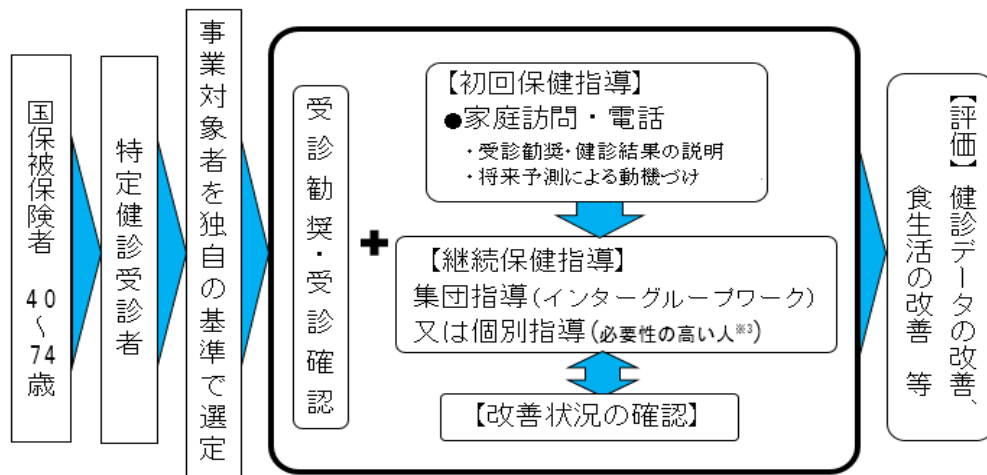 国保被保険者　40～74歳
特定健診受診者
事業対象者を独自の基準で選定
受診勧奨・受診確認
+
【初回保健指導】
●家庭訪問・電話
・受診勧奨・健診結果の説明
・将来予測による動機づけ
【継続保健指導】
集団指導(インターグループワーク)
又は個別指導(必要性の高い人※3)
【改善状況の確認】
【評価】健診データの改善、
食生活の改善　等